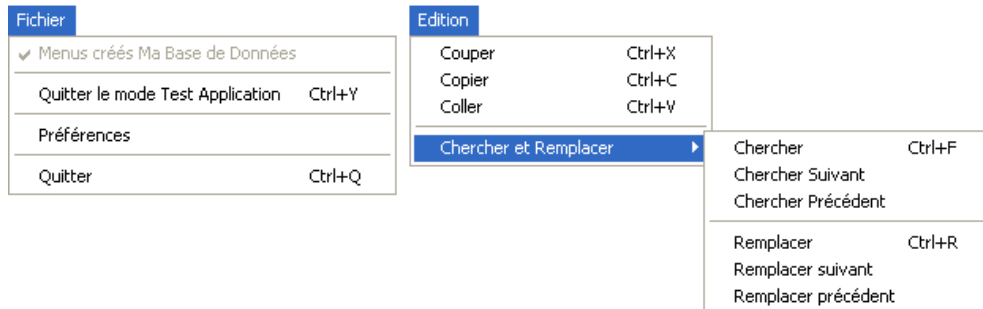 Fichier
Menus créés Ma Base de Données
Quitter le mode Test Application Ctrl+Y
Préférences
Quitter Ctrl+Q
Edition
Couper Ctrl+X
Copier Ctrl+C
Coller Ctrl+V
Chercher et Remplacer
Chercher Ctrl+F
Chercher Suivant
Chercher Précédent
Remplacer Ctrl+R
Remplacer suivant
Remplacer précédent